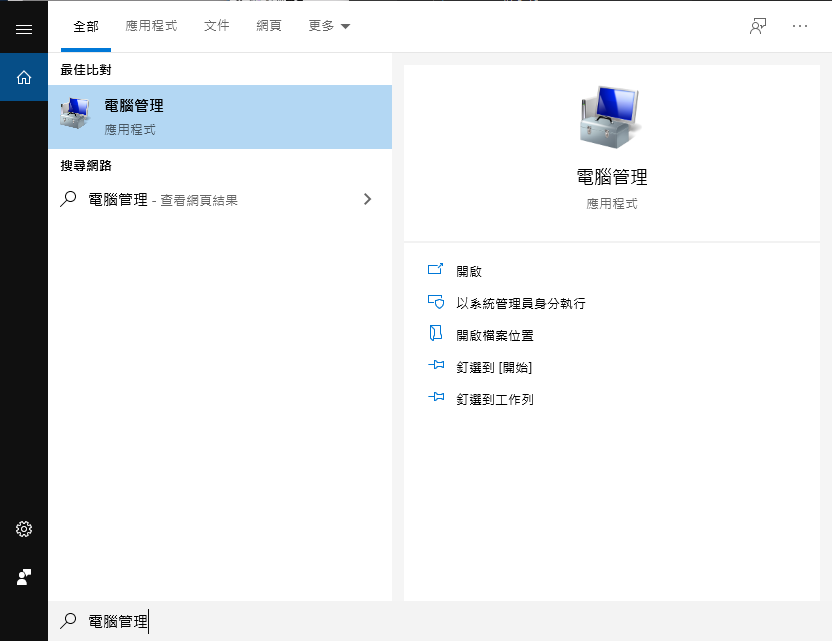 全部 應用程式 文件 網頁 更多
最佳比對
電腦管理
應用程式
搜尋網路
電腦管理 - 查看網頁結果
電腦管理
應用程式
開啟
以系統管理員身分執行
開啟檔案位置
釘選到 [開始]
釘選到工作列
電腦管理